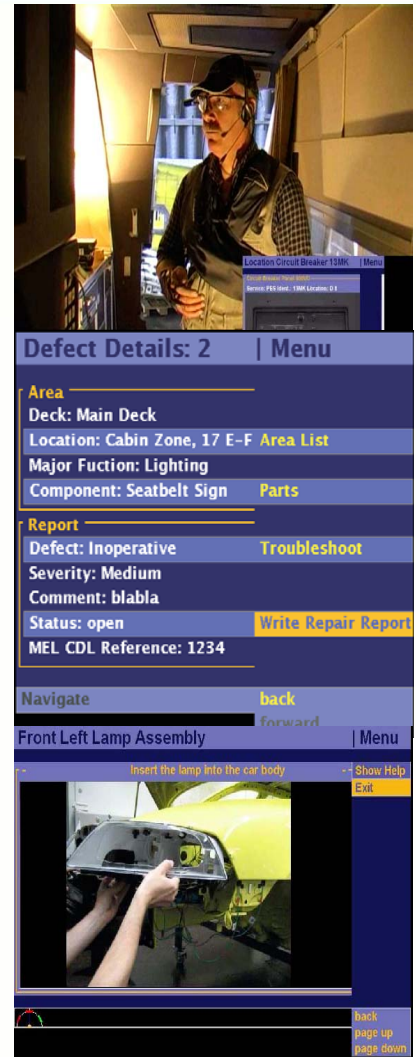 Location Circuit Breaker 13MK | Menu
Defect Details: 2 | Menu
Area
Deck: Main Deck
Location: Cabin Zone, 17 E-F Area List
Major Fuction: Lighting
Component: Seatbelt Sign Parts
Report
Defect: Inoperative Troubleshoot
Severity: Medium
Comment: blabla
Status: open Write Repair Report
MEL CDL Reference: 1234
Navigate back
forward
Front Left Lamp Assembly | Menu
Insert the lamp into the car body Show Help
Exit
back
page up
page down